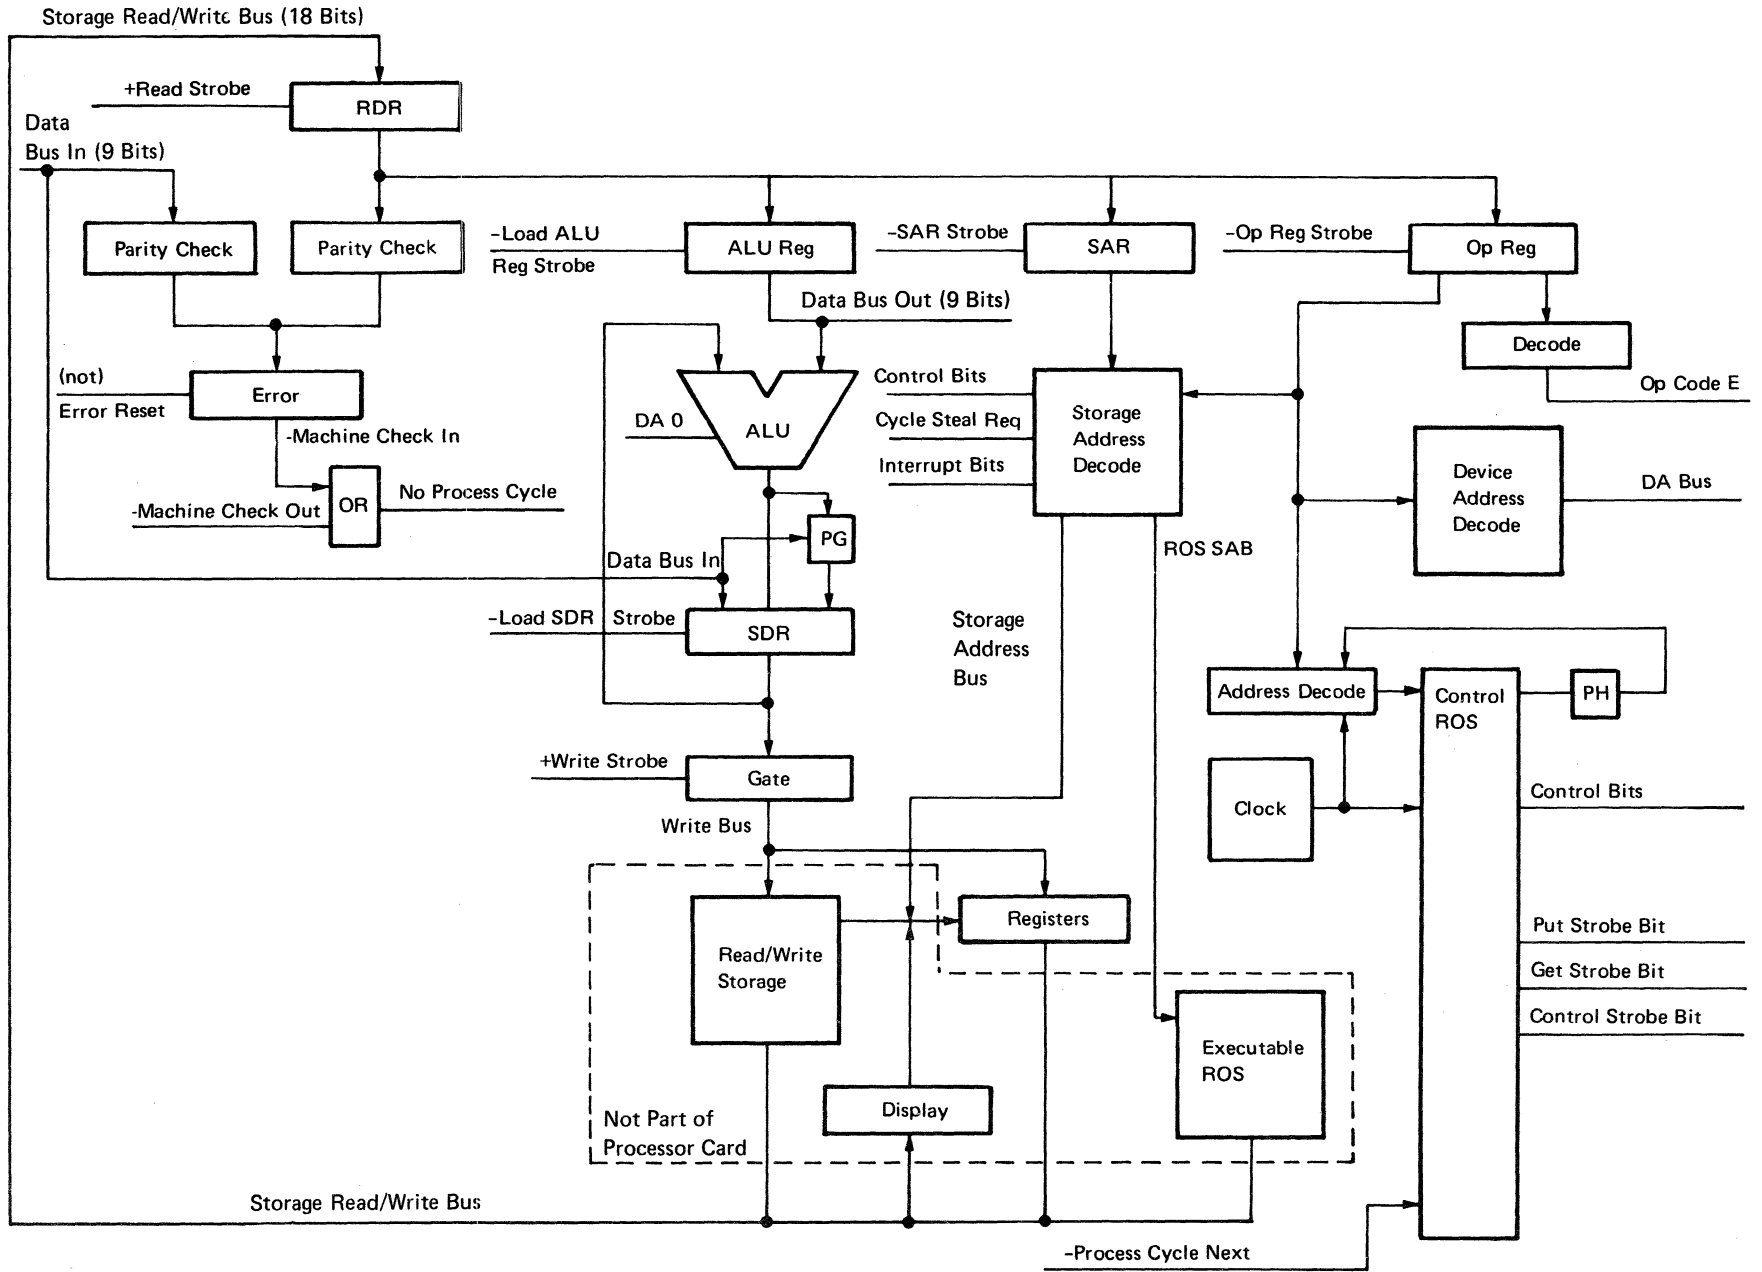 Storage Read/Write Bus (18 Bits)
+Read Strobe
RDR
Data
Bus In (9 Bits)
Parity Check
Parity Check
-Load ALU
Reg Strobe
ALU Reg
-SAR Strobe
SAR
-Op Reg Strobe
Op Reg
Data Bus Out (9 Bits)
Decode
Op Code E
(not)
Error Reset
Error
-Machine Check In
OR
No Process Cycle
-Machine Check Out
DA 0
ALU
Control Bits
Cycle Steal Req
Interrupt Bits
Storage
Address
Decode
Device
Address
Decode
DA Bus
PG
Data Bus In
ROS SAB
-Load SDR Strobe
SDR
Storage
Address
Bus
Address Decode
Control
ROS
PH
+Write Strobe
Gate
Clock
Control Bits
Write Bus
Registers
Put Strobe Bit
Read/Write
Storage
Get Strobe Bit
Control Strobe Bit
Executable
ROS
Display
Not Part of
Processor Card
Storage Read/Write Bus
-Process Cycle Next